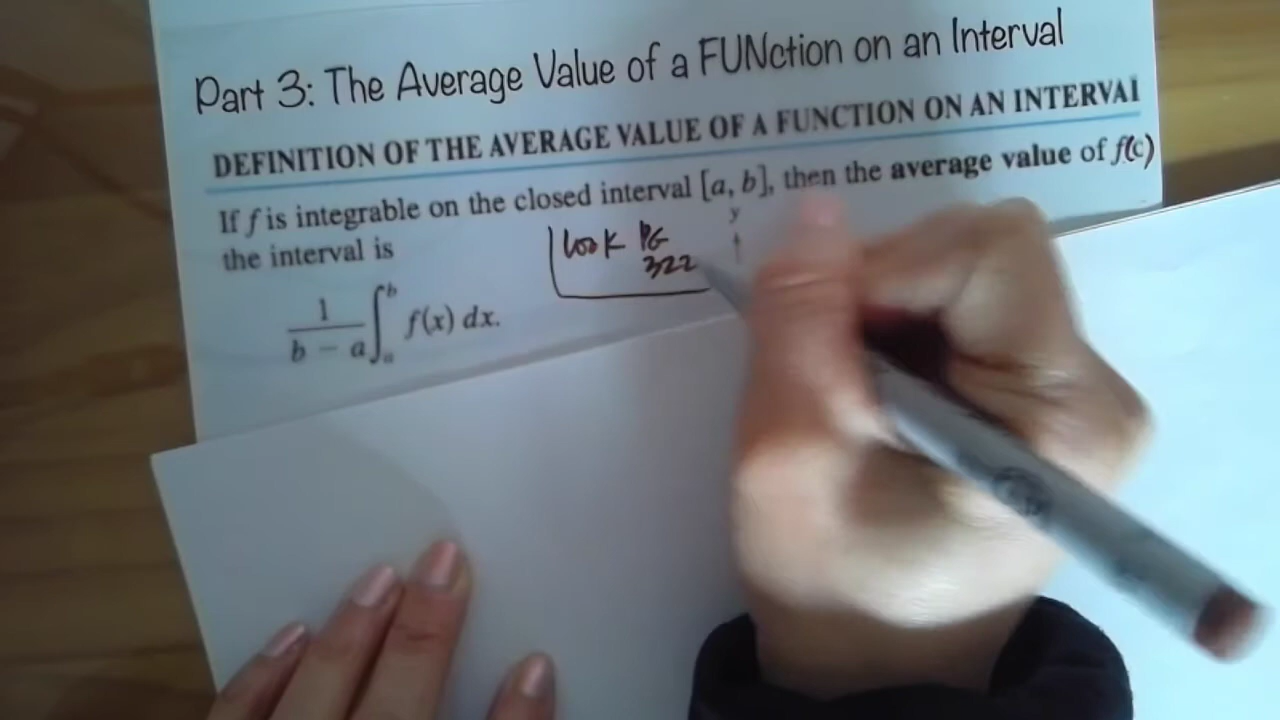 Part 3: The Average Value of a FUNction on an Interval
DEFINITION OF THE AVERAGE VALUE OF A FUNCTION ON AN INTERVAL
If f is integrable on the closed interval [a, b], then the average value of f(c)
the interval is
look PG
322
y
1/(b − a) ∫_a^b f(x) dx.